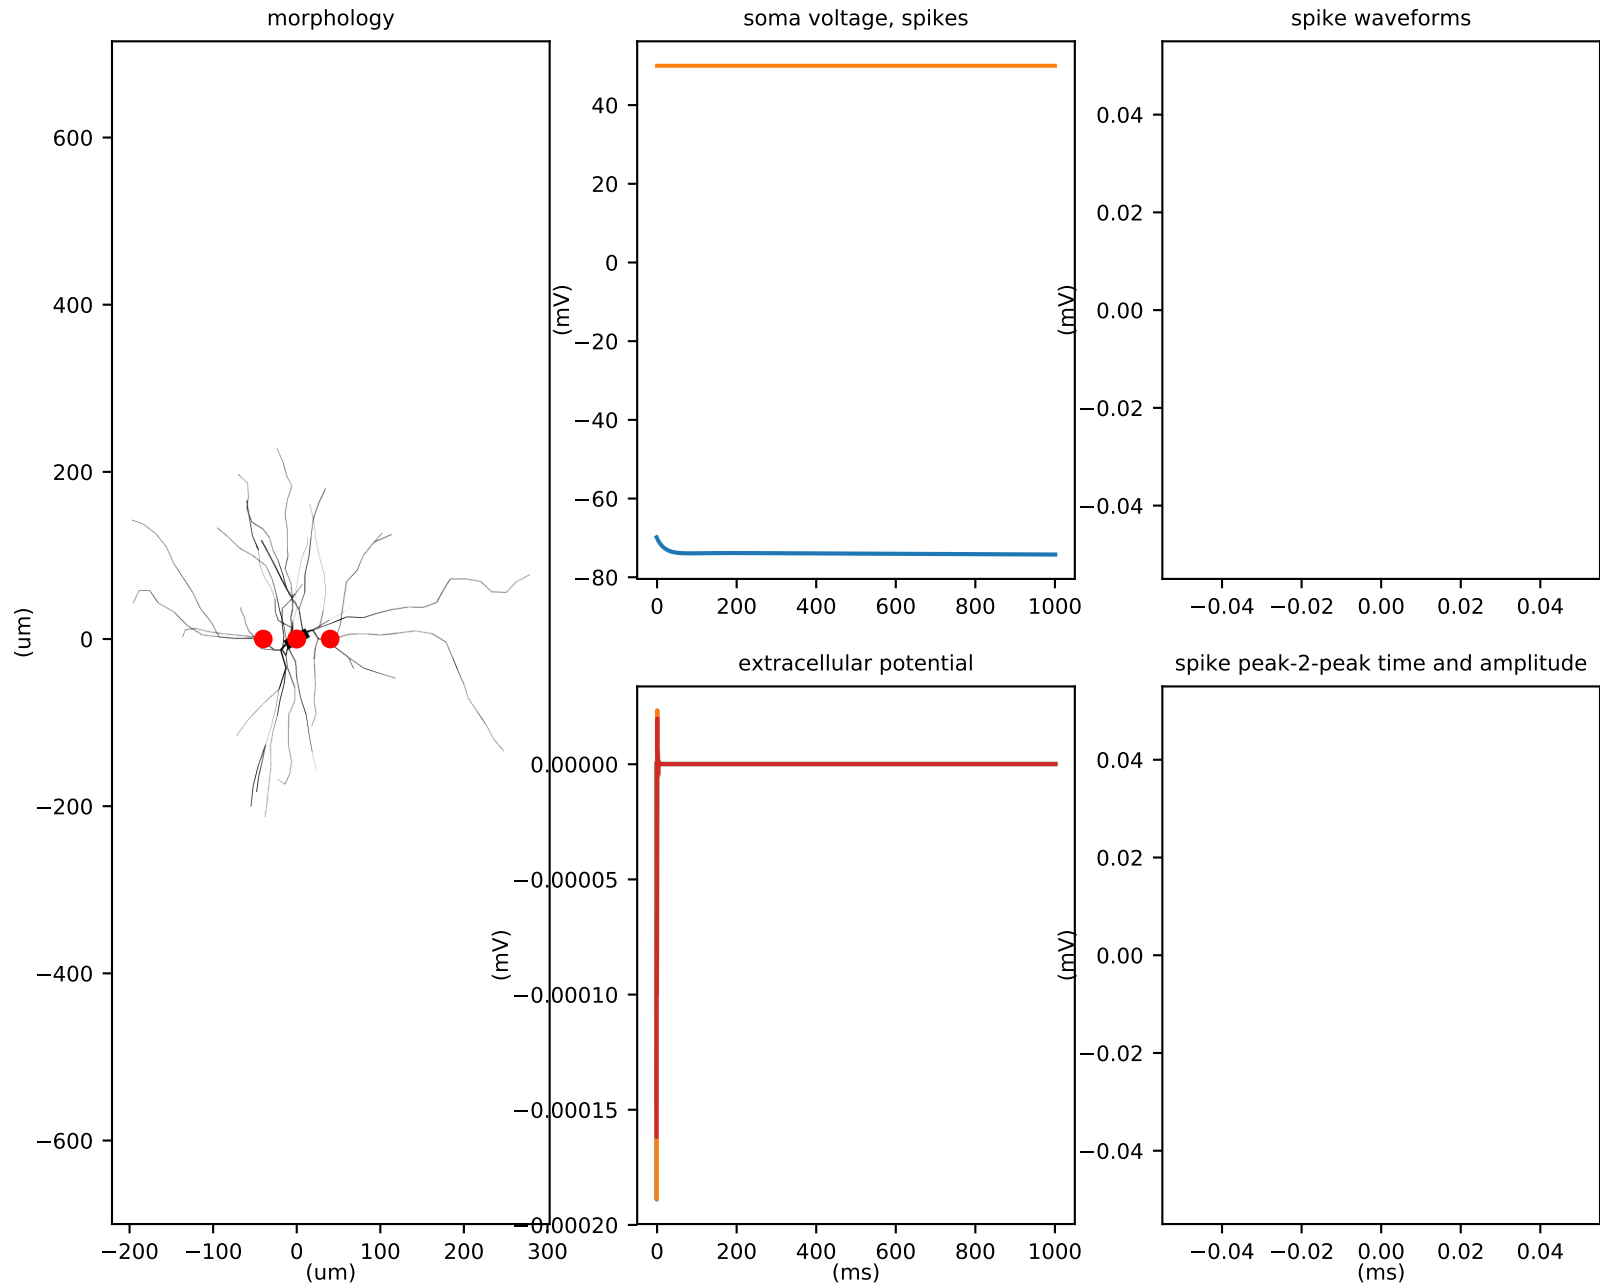 morphology
600
400
200
0
−200
−400
−600
(um)
−200 −100 0 100 200 300
(um)
soma voltage, spikes
40
20
0
−20
−40
−60
−80
(mV)
0 200 400 600 800 1000
spike waveforms
0.04
0.02
0.00
−0.02
−0.04
(mV)
−0.04 −0.02 0.00 0.02 0.04
extracellular potential
0.00000
−0.00005
−0.00010
−0.00015
−0.00020
(mV)
0 200 400 600 800 1000
(ms)
spike peak-2-peak time and amplitude
0.04
0.02
0.00
−0.02
−0.04
(mV)
−0.04 −0.02 0.00 0.02 0.04
(ms)